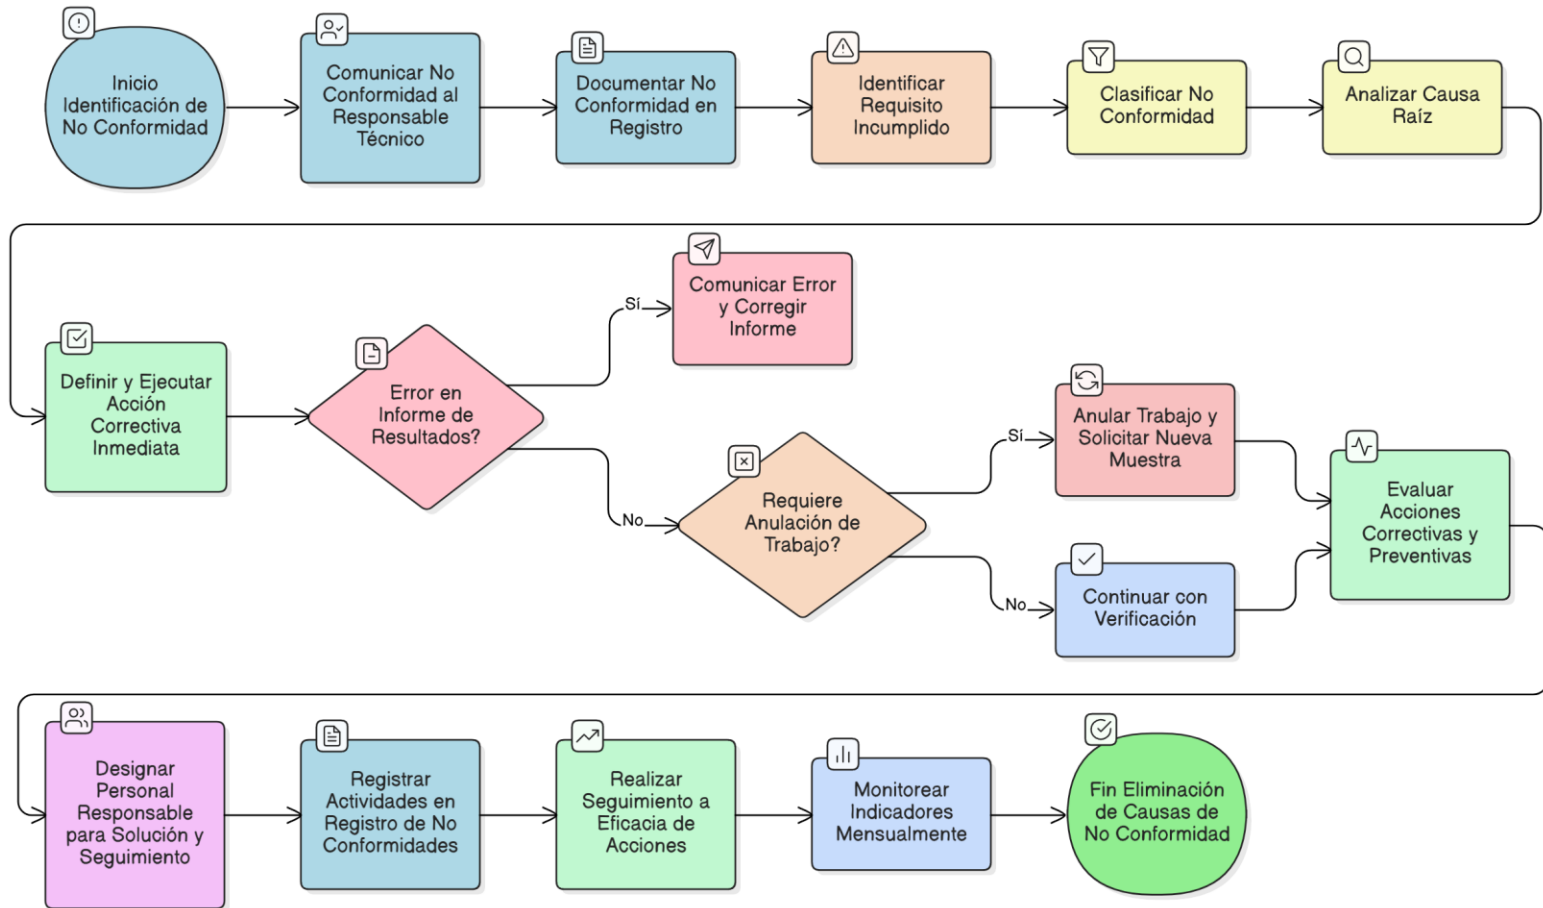 Inicio
Identificación de
No Conformidad
Comunicar No
Conformidad al
Responsable
Técnico
Documentar No
Conformidad en
Registro
Identificar
Requisito
Incumplido
Clasificar No
Conformidad
Analizar Causa
Raíz
Definir y Ejecutar
Acción
Correctiva
Inmediata
Error en
Informe de
Resultados?
Sí
Comunicar Error
y Corregir
Informe
No
Requiere
Anulación de
Trabajo?
Sí
Anular Trabajo y
Solicitar Nueva
Muestra
No
Continuar con
Verificación
Evaluar
Acciones
Correctivas y
Preventivas
Designar
Personal
Responsable
para Solución y
Seguimiento
Registrar
Actividades en
Registro de No
Conformidades
Realizar
Seguimiento a
Eficacia de
Acciones
Monitorear
Indicadores
Mensualmente
Fin Eliminación
de Causas de
No Conformidad